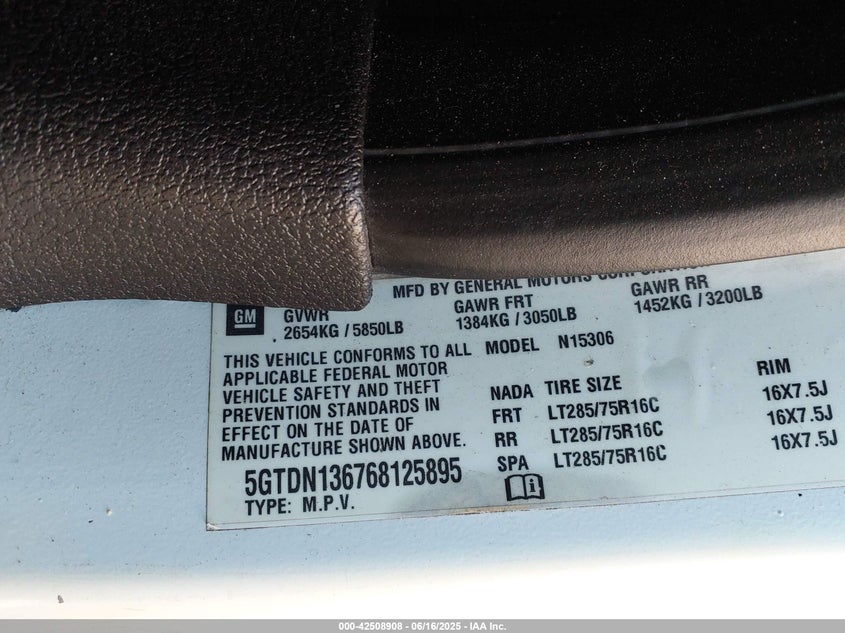 MFD BY GENERAL MOTORS CORPORATION
GM
GVWR GAWR FRT GAWR RR
2654KG / 5850LB 1384KG / 3050LB 1452KG / 3200LB
THIS VEHICLE CONFORMS TO ALL
APPLICABLE FEDERAL MOTOR
VEHICLE SAFETY AND THEFT
PREVENTION STANDARDS IN
EFFECT ON THE DATE OF
MANUFACTURE SHOWN ABOVE.
MODEL N15306
NADA TIRE SIZE RIM
FRT LT285/75R16C 16X7.5J
RR LT285/75R16C 16X7.5J
SPA LT285/75R16C 16X7.5J
5GTDN136768125895
TYPE: M.P.V.
000-42508908 - 06/16/2025 - IAA Inc.